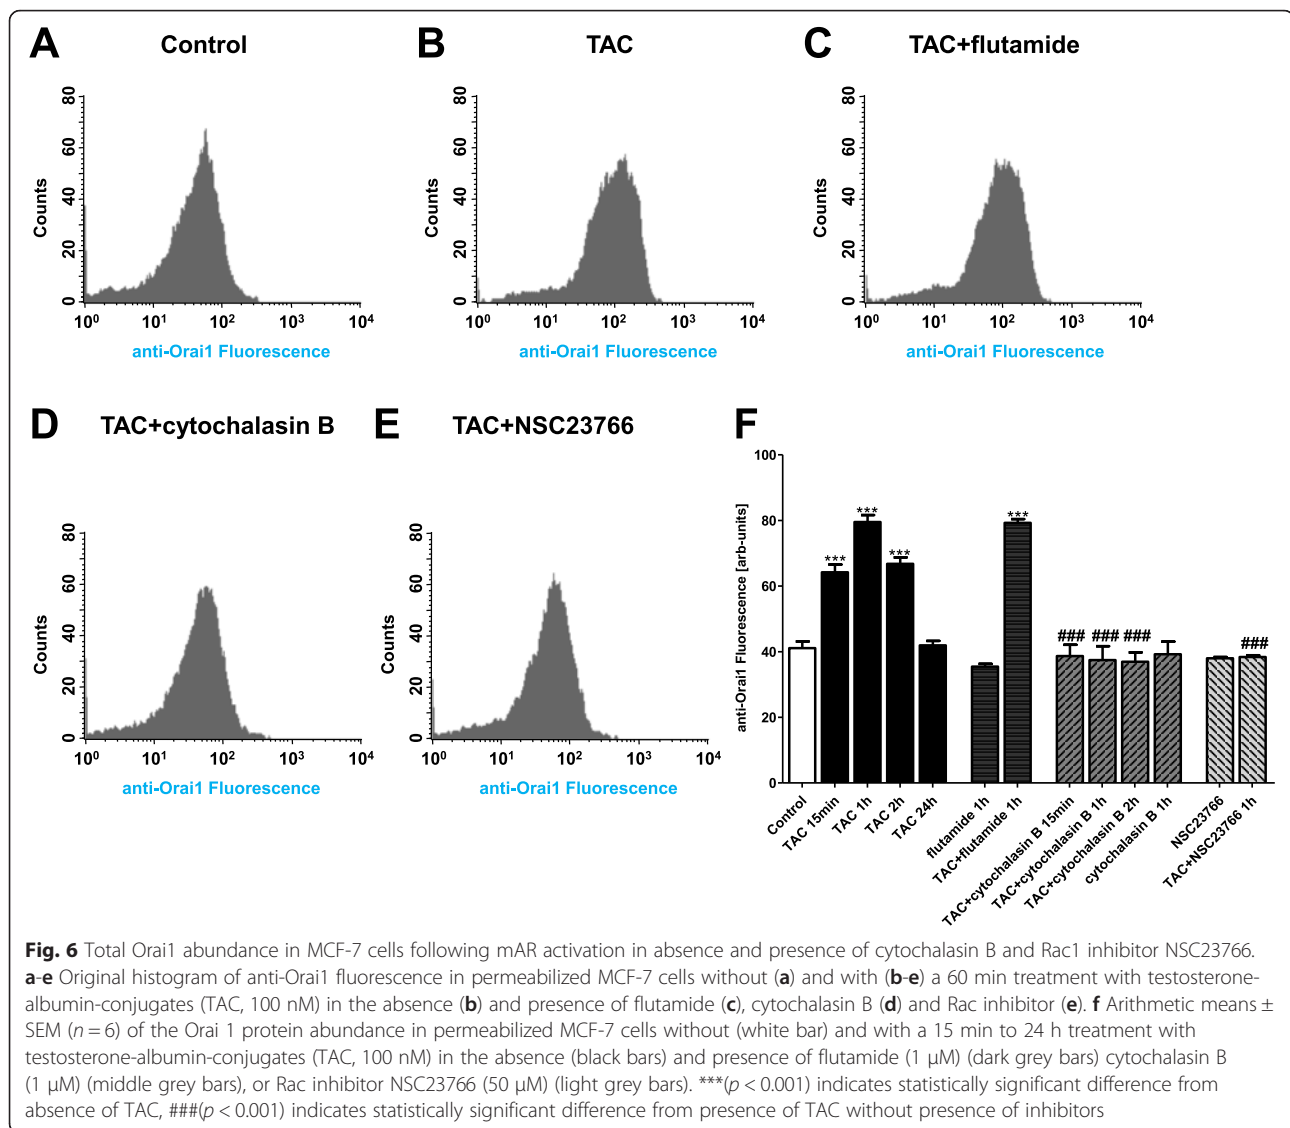 A Control
B TAC
C TAC+flutamide
80
60
40
20
0
Counts
10⁰ 10¹ 10² 10³ 10⁴
anti-Orai1 Fluorescence
80
60
40
20
0
Counts
10⁰ 10¹ 10² 10³ 10⁴
anti-Orai1 Fluorescence
80
60
40
20
0
Counts
10⁰ 10¹ 10² 10³ 10⁴
anti-Orai1 Fluorescence
D TAC+cytochalasin B
E TAC+NSC23766
F
80
60
40
20
0
Counts
10⁰ 10¹ 10² 10³ 10⁴
anti-Orai1 Fluorescence
80
60
40
20
0
Counts
10⁰ 10¹ 10² 10³ 10⁴
anti-Orai1 Fluorescence
100
80
60
40
20
0
anti-Orai1 Fluorescence [arb-units]
*** *** *** *** ### ### ### ###
Control
TAC 15min
TAC 1h
TAC 2h
TAC 24h
flutamide 1h
TAC+flutamide 1h
TAC+cytochalasin B 15min
TAC+cytochalasin B 1h
TAC+cytochalasin B 2h
cytochalasin B 1h
NSC23766
TAC+NSC23766 1h
Fig. 6 Total Orai1 abundance in MCF-7 cells following mAR activation in absence and presence of cytochalasin B and Rac1 inhibitor NSC23766.
a-e Original histogram of anti-Orai1 fluorescence in permeabilized MCF-7 cells without (a) and with (b-e) a 60 min treatment with testosterone-
albumin-conjugates (TAC, 100 nM) in the absence (b) and presence of flutamide (c), cytochalasin B (d) and Rac inhibitor (e). f Arithmetic means ±
SEM (n = 6) of the Orai 1 protein abundance in permeabilized MCF-7 cells without (white bar) and with a 15 min to 24 h treatment with
testosterone-albumin-conjugates (TAC, 100 nM) in the absence (black bars) and presence of flutamide (1 μM) (dark grey bars) cytochalasin B
(1 μM) (middle grey bars), or Rac inhibitor NSC23766 (50 μM) (light grey bars). ***(p < 0.001) indicates statistically significant difference from
absence of TAC, ###(p < 0.001) indicates statistically significant difference from presence of TAC without presence of inhibitors